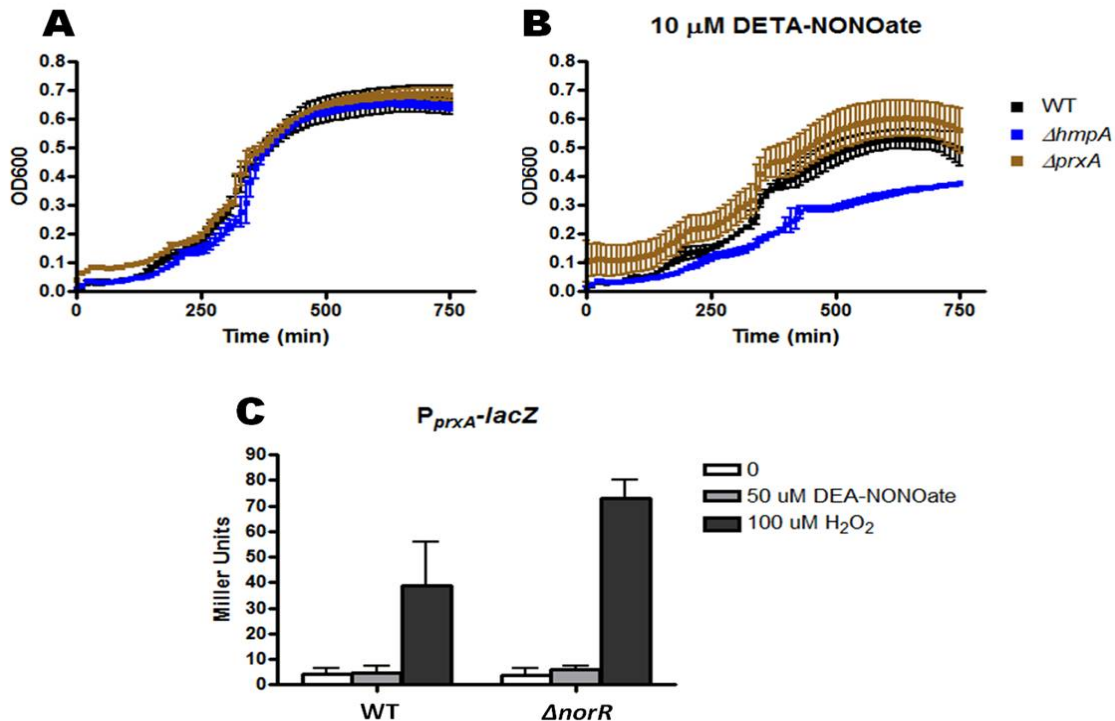 A
0.8
0.7
0.6
0.5
0.4
0.3
0.2
0.1
0.0
OD600
0 250 500 750
Time (min)
B
10 μM DETA-NONOate
0.8
0.7
0.6
0.5
0.4
0.3
0.2
0.1
0.0
OD600
0 250 500 750
Time (min)
WT
ΔhmpA
ΔprxA
C
PprxA-lacZ
90
80
70
60
50
40
30
20
10
0
Miller Units
WT ΔnorR
0
50 uM DEA-NONOate
100 uM H2O2